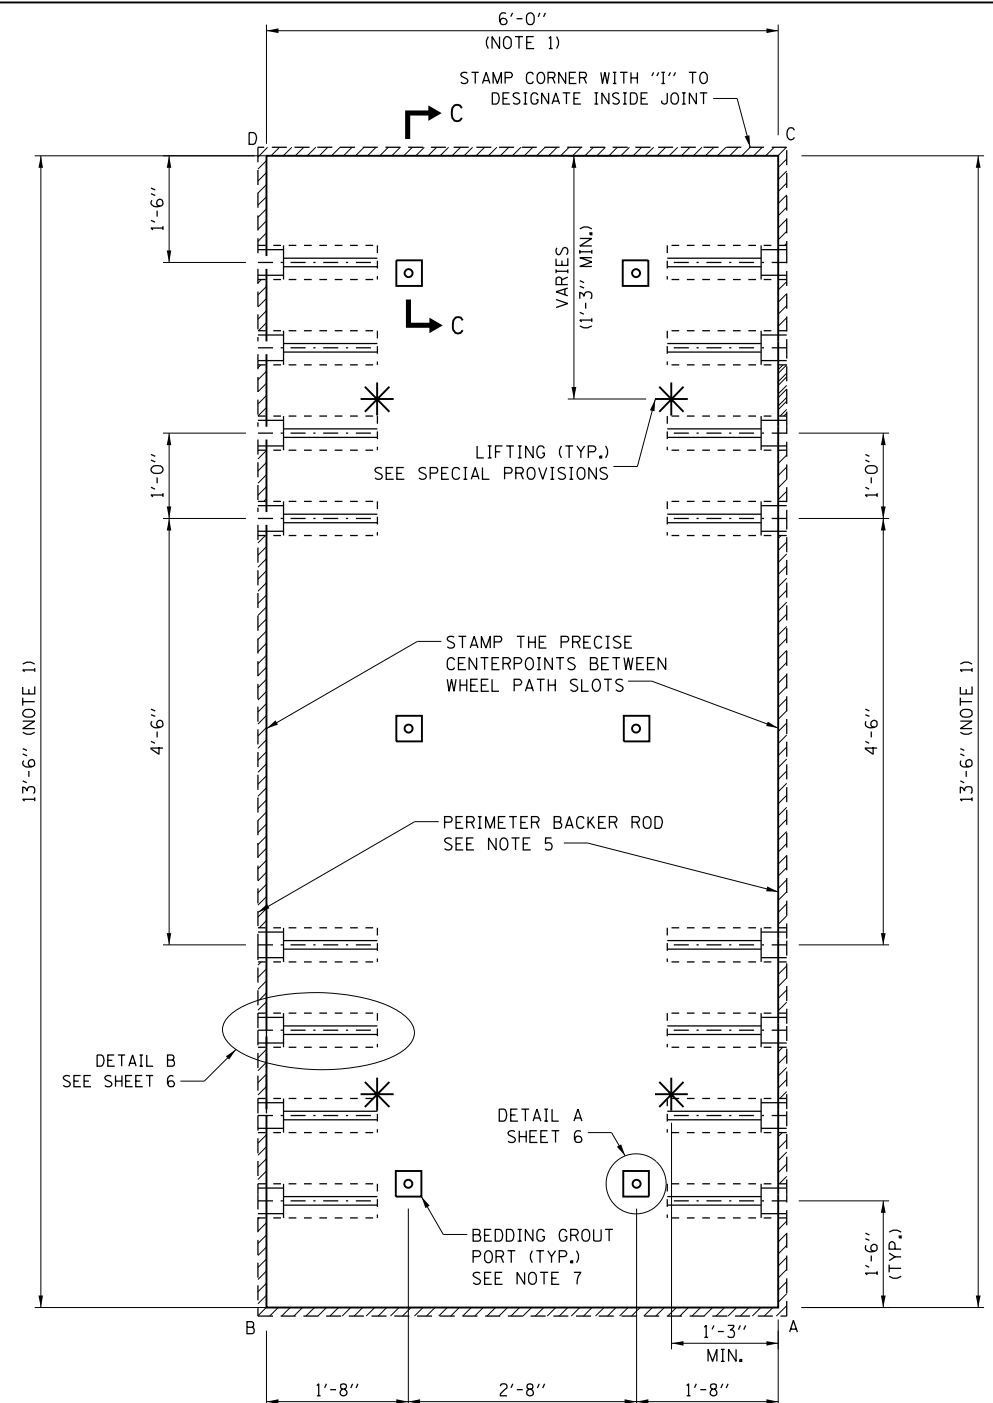 6'-0"
(NOTE 1)
STAMP CORNER WITH "I" TO
DESIGNATE INSIDE JOINT
C
D
C
1'-6"
VARIES
(1'-3" MIN.)
C
LIFTING (TYP.)
SEE SPECIAL PROVISIONS
1'-0"
1'-0"
STAMP THE PRECISE
CENTERPOINTS BETWEEN
WHEEL PATH SLOTS
13'-6" (NOTE 1)
4'-6"
4'-6"
13'-6" (NOTE 1)
PERIMETER BACKER ROD
SEE NOTE 5
DETAIL B
SEE SHEET 6
DETAIL A
SHEET 6
BEDDING GROUT
PORT (TYP.)
SEE NOTE 7
1'-6"
(TYP.)
B
A
1'-3"
MIN.
1'-8"
2'-8"
1'-8"